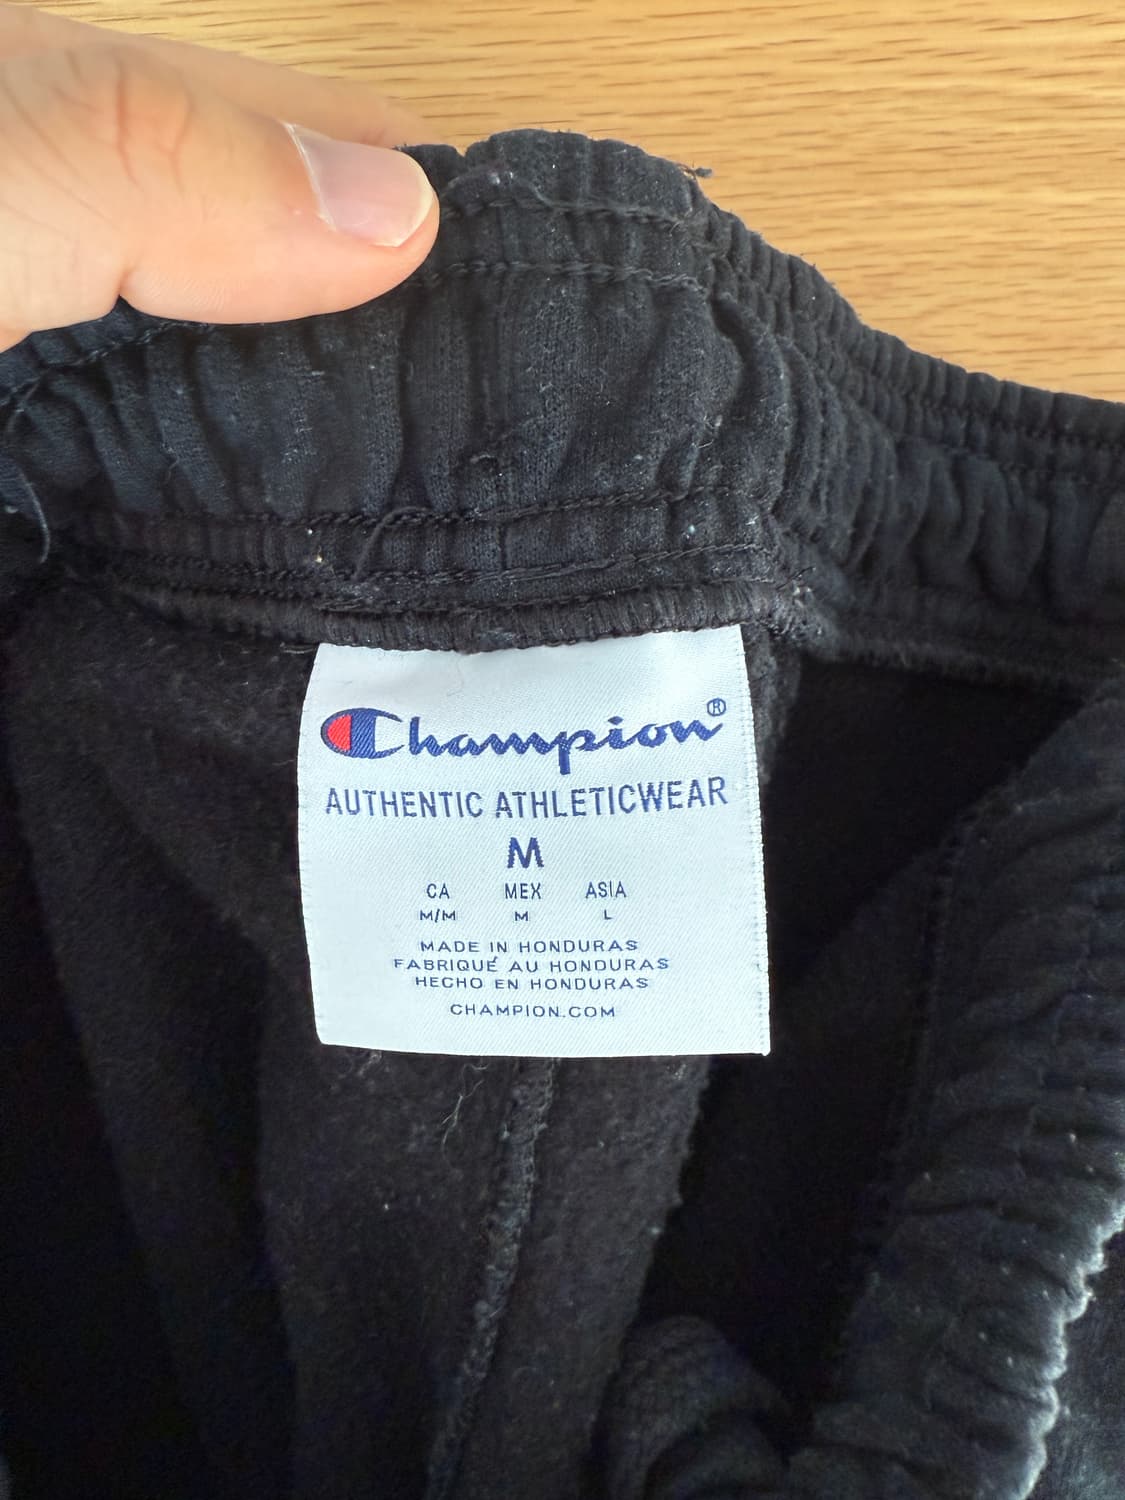 Champion®
AUTHENTIC ATHLETICWEAR
M
CA MEX ASIA
M/M M L
MADE IN HONDURAS
FABRIQUÉ AU HONDURAS
HECHO EN HONDURAS
CHAMPION.COM